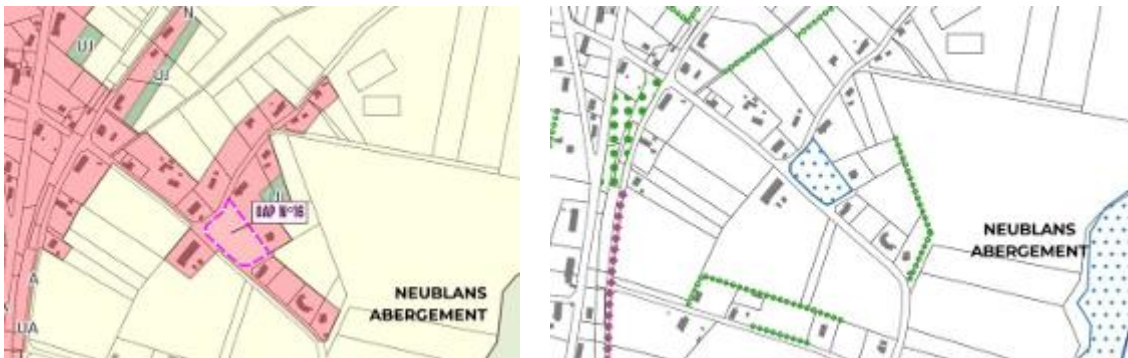 N
UJ
UJ
OAP N°16
NEUBLANS
ABERGEMENT
A
UA
NEUBLANS
ABERGEMENT